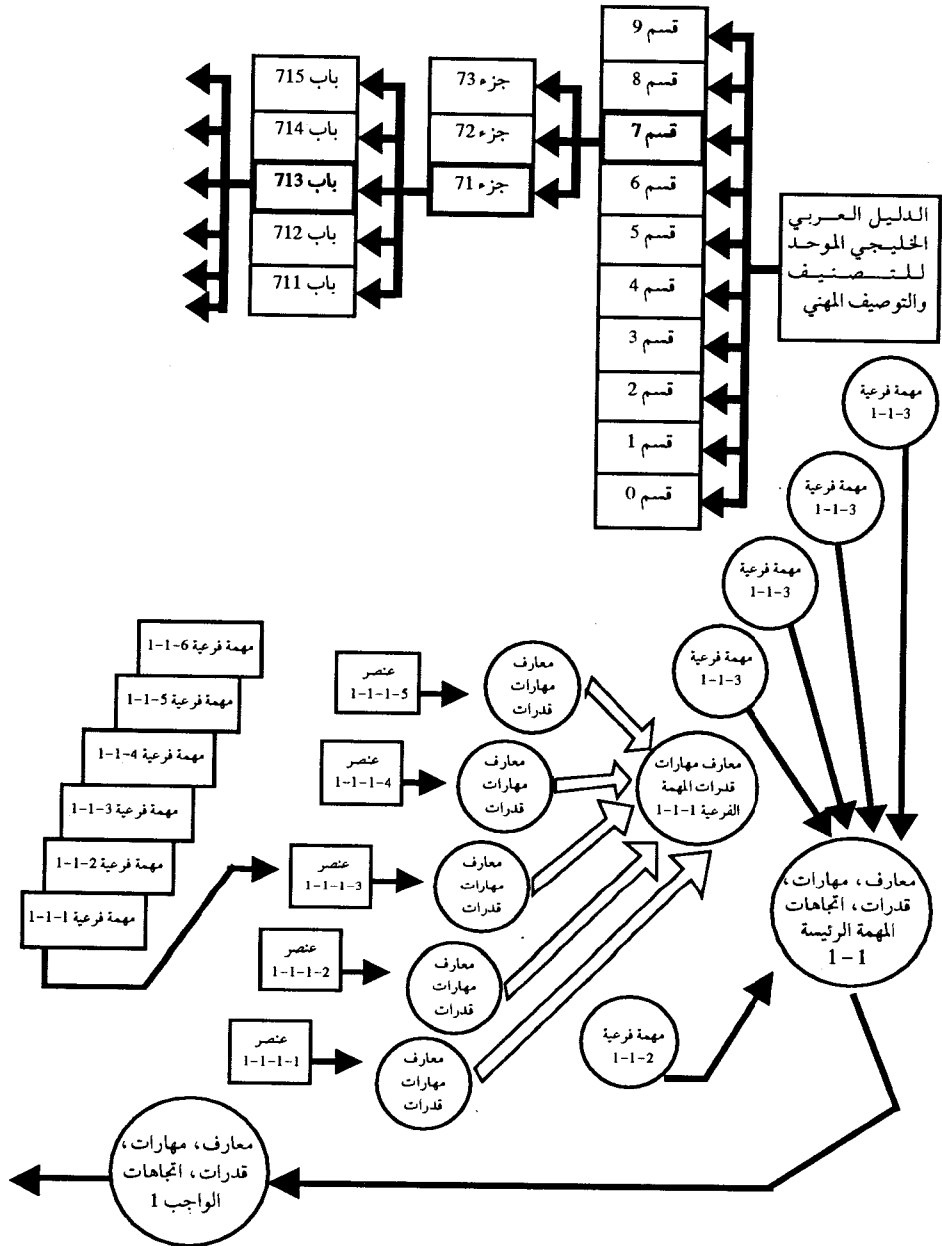 الدليل العربي
الخليجي الموحد
للتصنيف
والتوصيف المهني
قسم 9
قسم 8
قسم 7
قسم 6
قسم 5
قسم 4
قسم 3
قسم 2
قسم 1
قسم 0
جزء 73
جزء 72
جزء 71
باب 715
باب 714
باب 713
باب 712
باب 711
مهمة فرعية
1-1-3
مهمة فرعية
1-1-3
مهمة فرعية
1-1-3
مهمة فرعية
1-1-3
معارف مهارات
قدرات المهمة
الفرعية 1-1-1
معارف
مهارات
قدرات
معارف
مهارات
قدرات
معارف
مهارات
قدرات
معارف
مهارات
قدرات
معارف
مهارات
قدرات
عنصر
1-1-1-5
عنصر
1-1-1-4
عنصر
1-1-1-3
عنصر
1-1-1-2
عنصر
1-1-1-1
مهمة فرعية 6-1-1
مهمة فرعية 5-1-1
مهمة فرعية 4-1-1
مهمة فرعية 3-1-1
مهمة فرعية 2-1-1
مهمة فرعية 1-1-1
معارف، مهارات،
قدرات، اتجاهات
المهمة الرئيسة
1-1
مهمة فرعية
1-1-2
معارف، مهارات،
قدرات، اتجاهات
الواجب 1